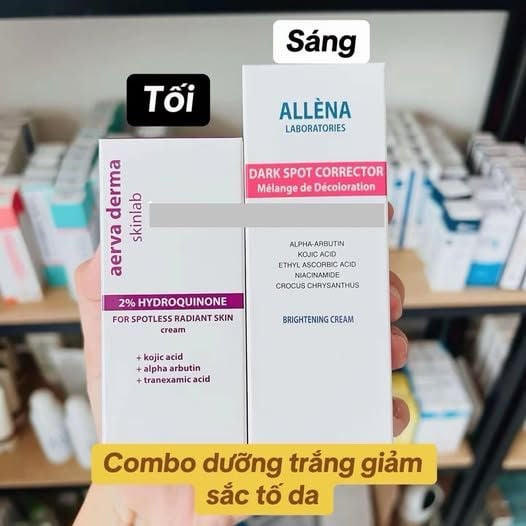 Sáng
Tối
ALLÈNA
LABORATORIES
DARK SPOT CORRECTOR
Mélange de Décoloration
ALPHA-ARBUTIN
KOJIC ACID
ETHYL ASCORBIC ACID
NIACINAMIDE
CROCUS CHRYSANTHUS
BRIGHTENING CREAM
aerva derma
skinlab
2% HYDROQUINONE
FOR SPOTLESS RADIANT SKIN
cream
+ kojic acid
+ alpha arbutin
+ tranexamic acid
Combo dưỡng trắng giảm
sắc tố da